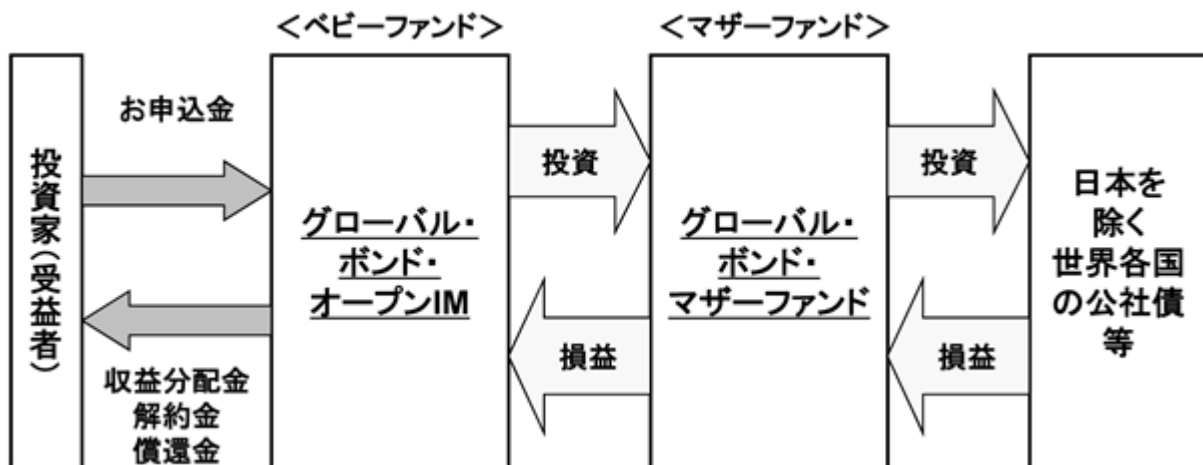 ＜ベビーファンド＞
＜マザーファンド＞
投資家（受益者）
お申込金
収益分配金
解約金
償還金
グローバル・
ボンド・
オープンIM
投資
損益
グローバル・
ボンド・
マザーファンド
投資
損益
日本を
除く
世界各国
の公社債
等